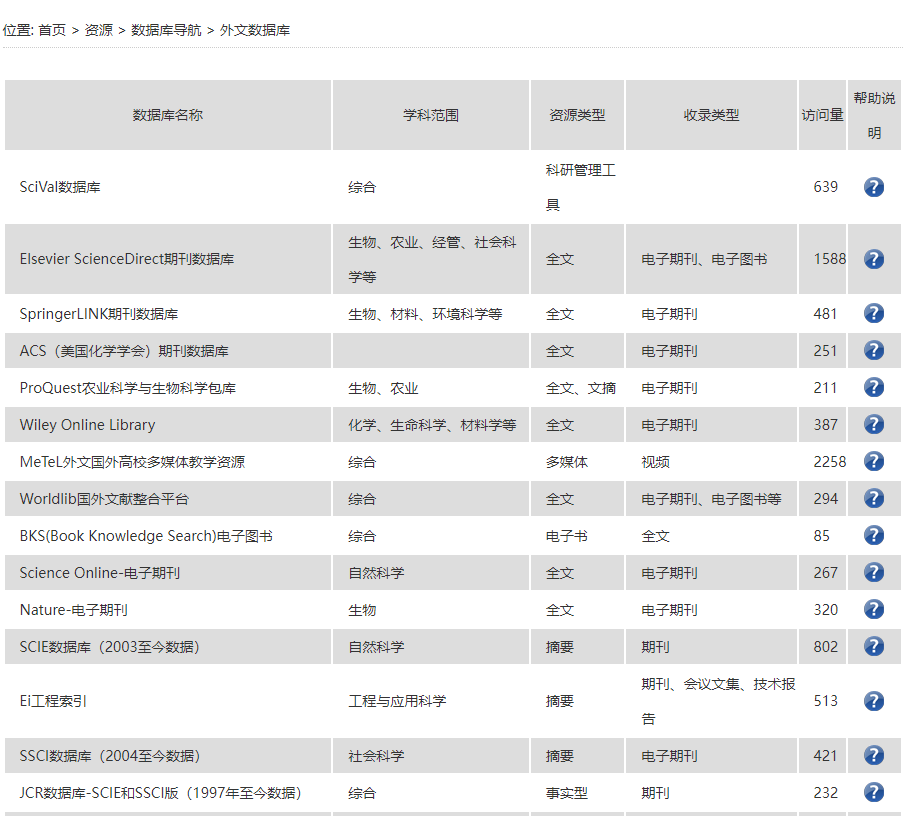 位置: 首页 > 资源 > 数据库导航 > 外文数据库
数据库名称 学科范围 资源类型 收录类型 访问量 帮助说明
SciVal数据库 综合 科研管理工具 639
Elsevier ScienceDirect期刊数据库 生物、农业、经管、社会科学等 全文 电子期刊、电子图书 1588
SpringerLINK期刊数据库 生物、材料、环境科学等 全文 电子期刊 481
ACS（美国化学学会）期刊数据库 全文 电子期刊 251
ProQuest农业科学与生物科学包库 生物、农业 全文、文摘 电子期刊 211
Wiley Online Library 化学、生命科学、材料学等 全文 电子期刊 387
MeTeL外文国外高校多媒体教学资源 综合 多媒体 视频 2258
Worldlib国外文献整合平台 综合 全文 电子期刊、电子图书等 294
BKS(Book Knowledge Search)电子图书 综合 电子书 全文 85
Science Online-电子期刊 自然科学 全文 电子期刊 267
Nature-电子期刊 生物 全文 电子期刊 320
SCIE数据库（2003至今数据） 自然科学 摘要 期刊 802
Ei工程索引 工程与应用科学 摘要 期刊、会议文集、技术报告 513
SSCI数据库（2004至今数据） 社会科学 摘要 电子期刊 421
JCR数据库-SCIE和SSCI版（1997年至今数据） 综合 事实型 期刊 232